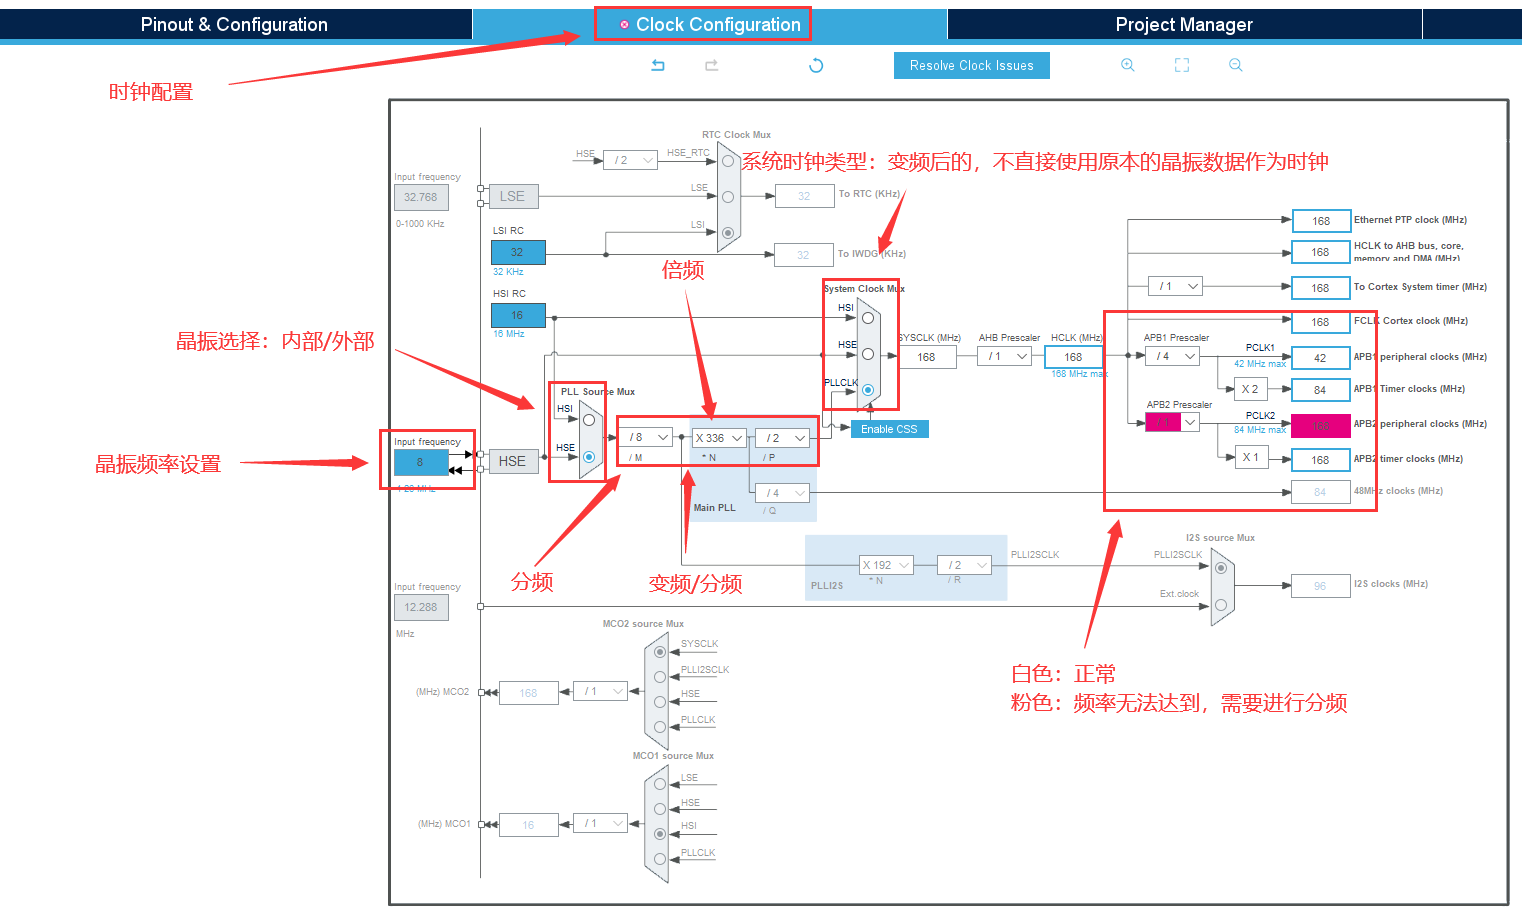 Pinout & Configuration
Clock Configuration
Project Manager
Resolve Clock Issues
时钟配置
RTC Clock Mux
HSE
/ 2
HSE_RTC
系统时钟类型：变频后的，不直接使用原本的晶振数据作为时钟
Input frequency
32.768
0-1000 KHz
LSE
LSE
32
To RTC (KHz)
LSI RC
32
32 KHz
LSI
32
To IWDG (KHz)
倍频
HSI RC
16
16 MHz
System Clock Mux
HSI
HSE
PLLCLK
晶振选择：内部/外部
SYSCLK (MHz)
168
AHB Prescaler
/ 1
HCLK (MHz)
168
168 MHz max
168
Ethernet PTP clock (MHz)
168
HCLK to AHB bus, core,
memory and DMA (MHz)
/ 1
168
To Cortex System timer (MHz)
168
FCLK Cortex clock (MHz)
APB1 Prescaler
/ 4
PCLK1
42 MHz max
42
APB1 peripheral clocks (MHz)
X 2
84
APB1 Timer clocks (MHz)
APB2 Prescaler
/ 1
PCLK2
84 MHz max
168
APB2 peripheral clocks (MHz)
X 1
168
APB2 timer clocks (MHz)
84
48MHz clocks (MHz)
PLL Source Mux
HSI
HSE
Enable CSS
Input frequency
8
4-26 MHz
晶振频率设置
HSE
/ 8
/ M
X 336
* N
/ 2
/ P
/ 4
/ Q
Main PLL
分频
变频/分频
PLLI2S
X 192
* N
/ 2
/ R
PLLI2SCLK
I2S source Mux
PLLI2SCLK
Ext.clock
96
I2S clocks (MHz)
Input frequency
12.288
MHz
MCO2 source Mux
SYSCLK
PLLI2SCLK
HSE
PLLCLK
(MHz) MCO2
168
/ 1
白色：正常
粉色：频率无法达到，需要进行分频
MCO1 source Mux
LSE
HSE
HSI
PLLCLK
(MHz) MCO1
16
/ 1